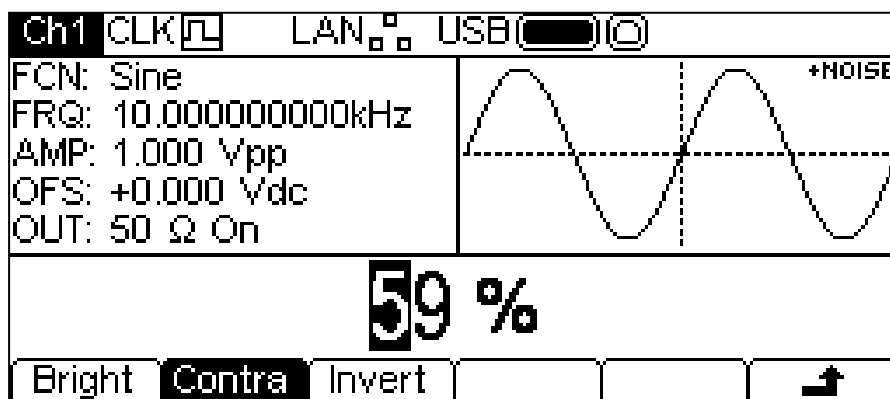 Ch1 CLK LAN USB
FCN: Sine
FRQ: 10.000000000kHz
AMP: 1.000 Vpp
OFS: +0.000 Vdc
OUT: 50 Ω On
+NOISE
59 %
Bright Contra Invert